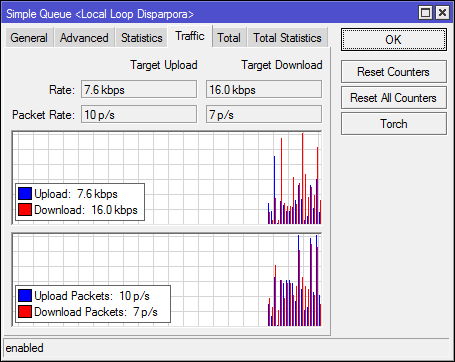 Simple Queue <Local Loop Disparpora>
General Advanced Statistics Traffic Total Total Statistics
OK
Reset Counters
Reset All Counters
Torch
Target Upload Target Download
Rate: 7.6 kbps 16.0 kbps
Packet Rate: 10 p/s 7 p/s
Upload: 7.6 kbps
Download: 16.0 kbps
Upload Packets: 10 p/s
Download Packets: 7 p/s
enabled